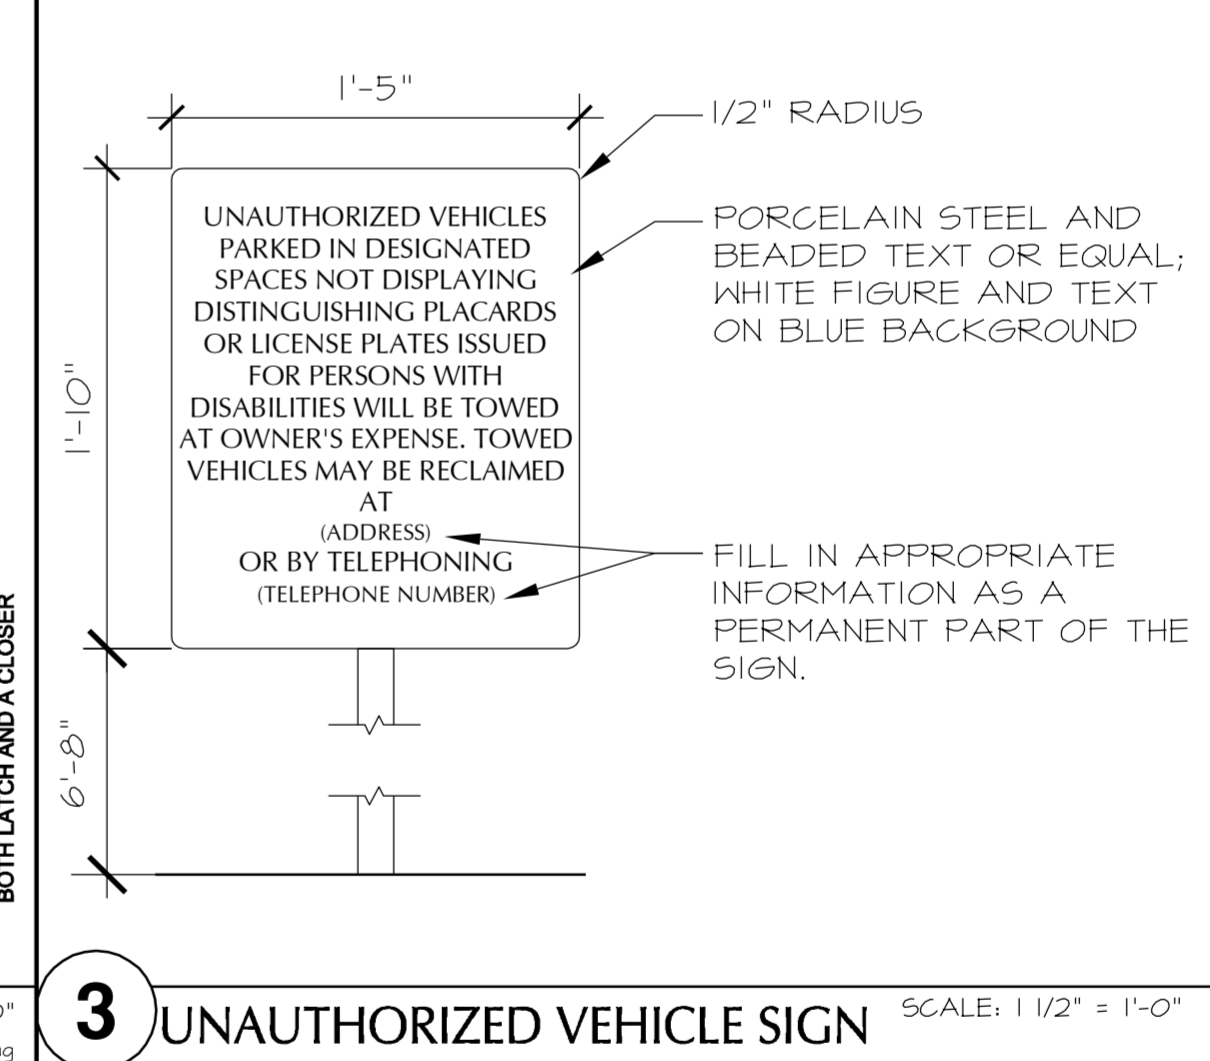 1'-5"
1/2" RADIUS
UNAUTHORIZED VEHICLES
PARKED IN DESIGNATED
SPACES NOT DISPLAYING
DISTINGUISHING PLACARDS
OR LICENSE PLATES ISSUED
FOR PERSONS WITH
DISABILITIES WILL BE TOWED
AT OWNER'S EXPENSE. TOWED
VEHICLES MAY BE RECLAIMED
AT
(ADDRESS)
OR BY TELEPHONING
(TELEPHONE NUMBER)
PORCELAIN STEEL AND
BEADED TEXT OR EQUAL;
WHITE FIGURE AND TEXT
ON BLUE BACKGROUND
FILL IN APPROPRIATE
INFORMATION AS A
PERMANENT PART OF THE
SIGN.
1'-10"
6'-8"
BOTH LATCH AND A CLOSER
3
UNAUTHORIZED VEHICLE SIGN
SCALE: 1 1/2" = 1'-0"